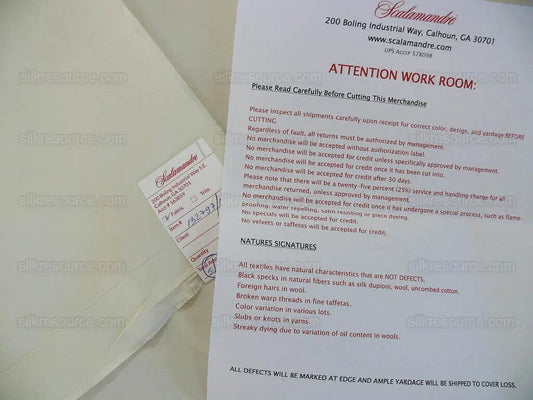 Scalamandré
200 Boling Industrial Way, Calhoun, GA 30701
www.scalamandre.com
UPS Acct# 578098
ATTENTION WORK ROOM:
Please Read Carefully Before Cutting This Merchandise
Please inspect all shipments carefully upon receipt for correct color, design, and yardage BEFORE
CUTTING.
Regardless of fault, all returns must be authorized by management.
No merchandise will be accepted without authorization label.
No merchandise will be accepted for credit unless specifically approved by management.
No merchandise will be accepted for credit once it has been cut into.
No merchandise will be accepted for credit after 30 days.
Please note that there will be twenty-five percent (25%) service and handling charge for all
merchandise returned, unless approved by management.
No merchandise will be accepted for credit once it has undergone a special process, such as flame-
proofing, water repelling, stain resisting or piece dyeing.
No specials will be accepted for credit.
No velvets or taffetas will be accepted for credit.
NATURES SIGNATURES
All textiles have natural characteristics that are NOT DEFECTS.
Black specks in natural fibers such as silk dupioni, wool, uncombed cotton.
Foreign hairs in wool.
Broken warp threads in fine taffetas.
Color variation in various lots.
Slubs or knots in yarns.
Streaky dying due to variation of oil content in wools.
ALL DEFECTS WILL BE MARKED AT EDGE AND AMPLE YARDAGE WILL BE SHIPPED TO COVER LOSS.
Scalamandré
200 Boling Industrial Way S.E.
Calhoun, GA 30701
Fabric Trim
Item #
Client
Quantity
silkresource.com